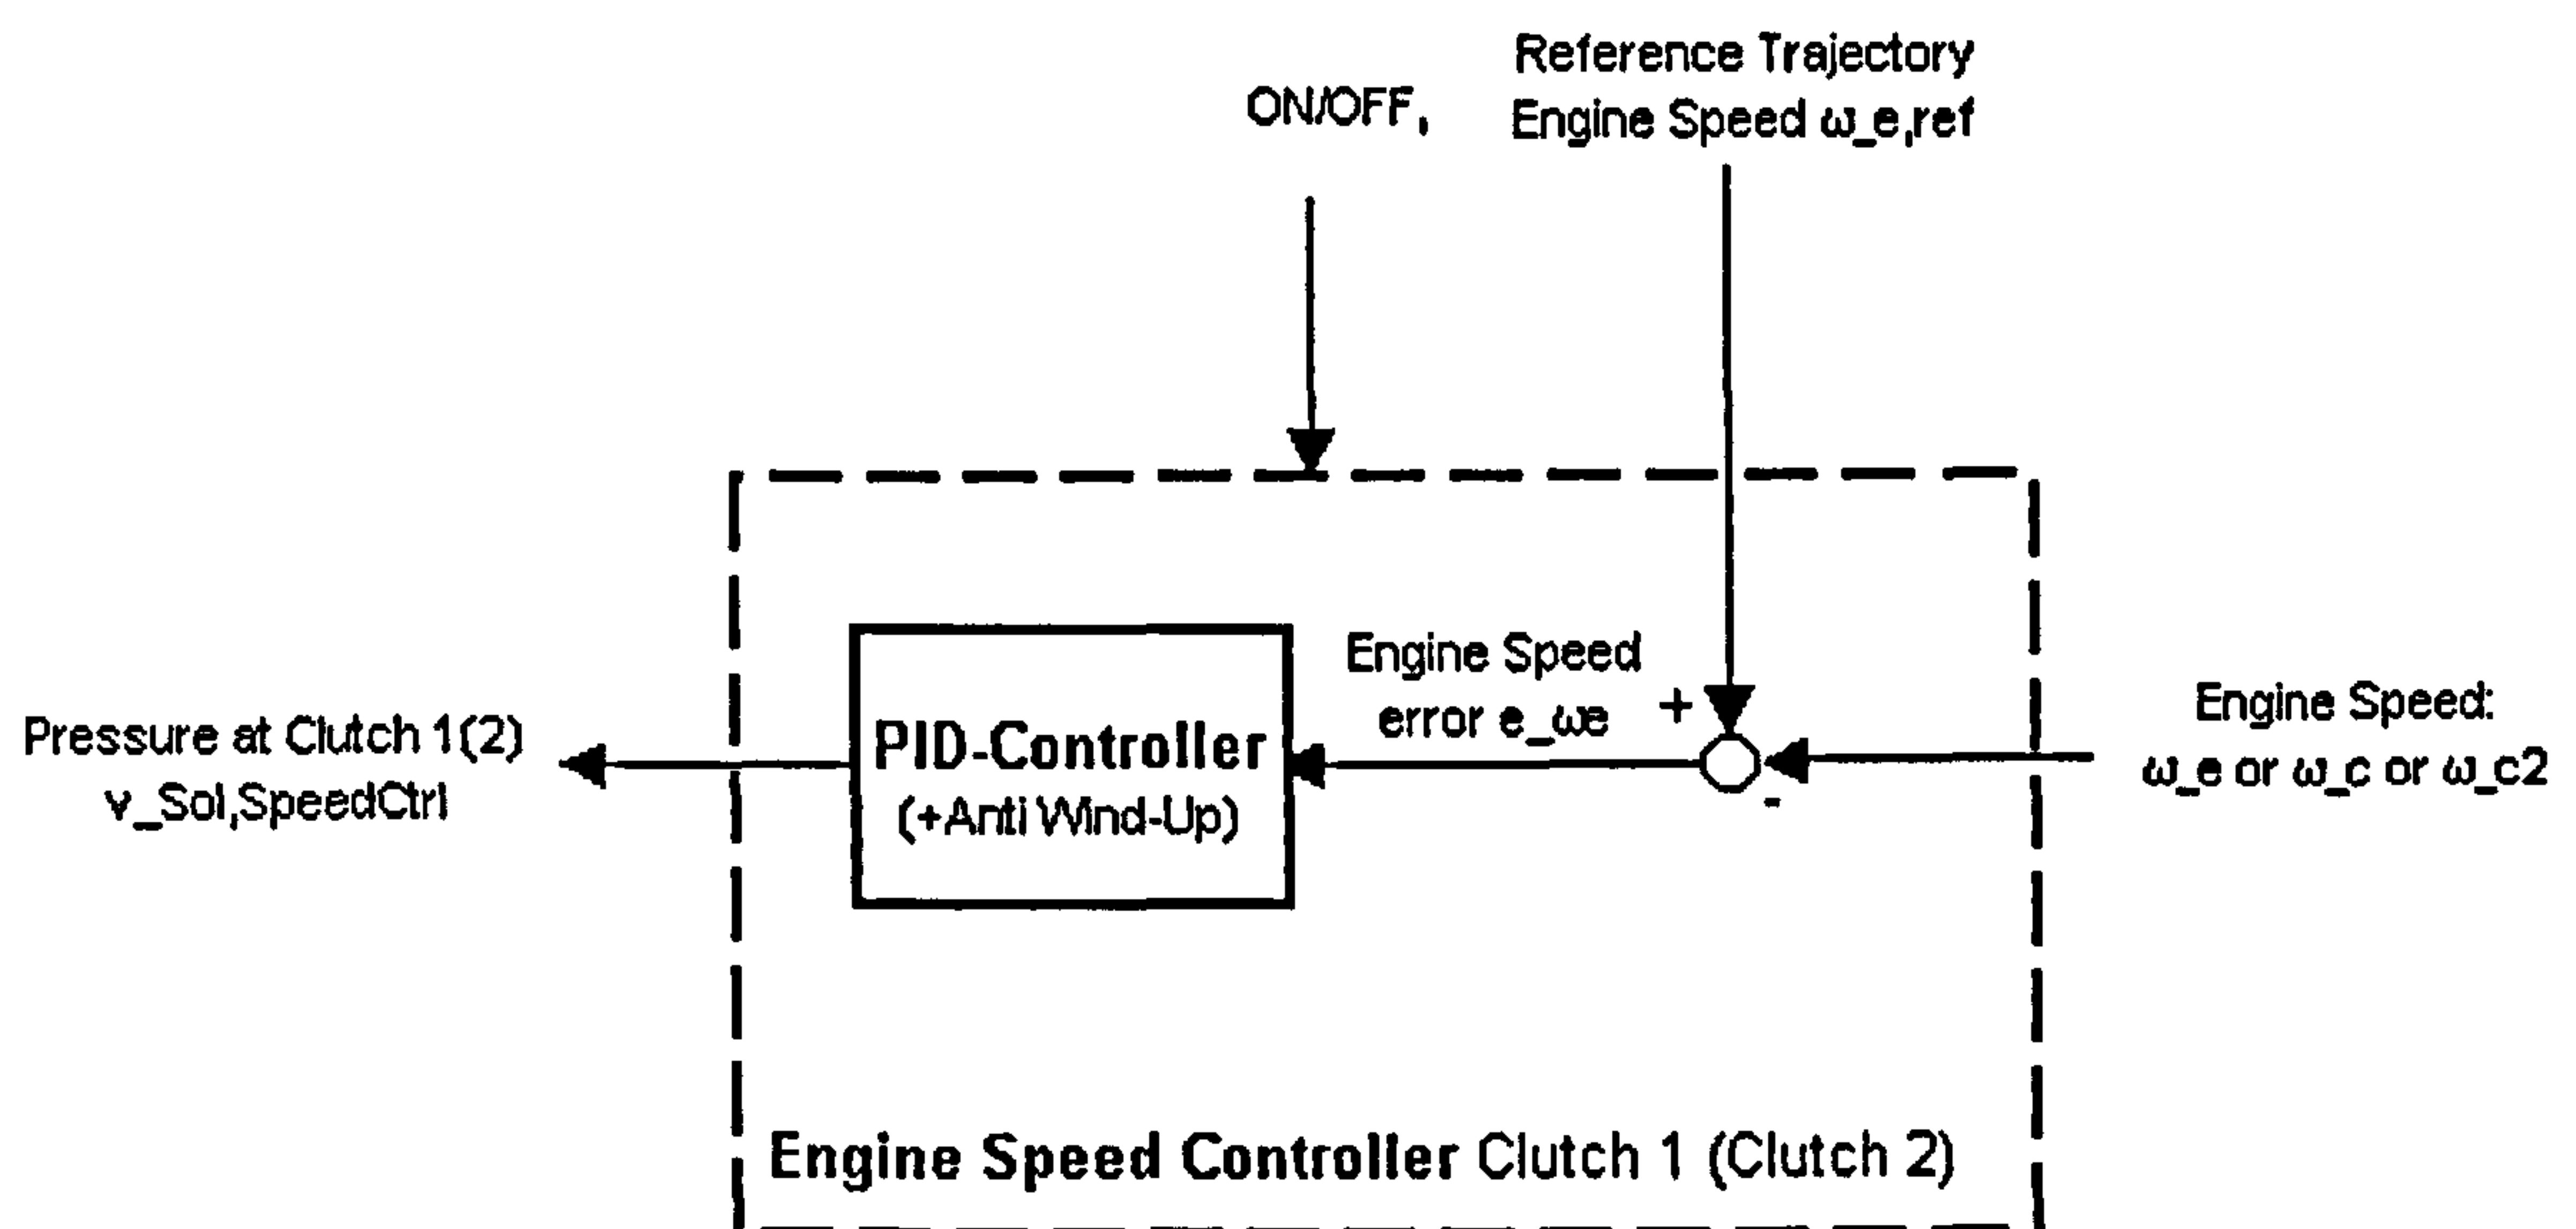 Reference Trajectory
ON/OFF,
Engine Speed ω_e,ref
Engine Speed
error e_ωe
+
Engine Speed:
ω_e or ω_c or ω_c2
-
Pressure at Clutch 1(2)
v_Sol,SpeedCtrl
PID-Controller
(+Anti Wind-Up)
Engine Speed Controller Clutch 1 (Clutch 2)